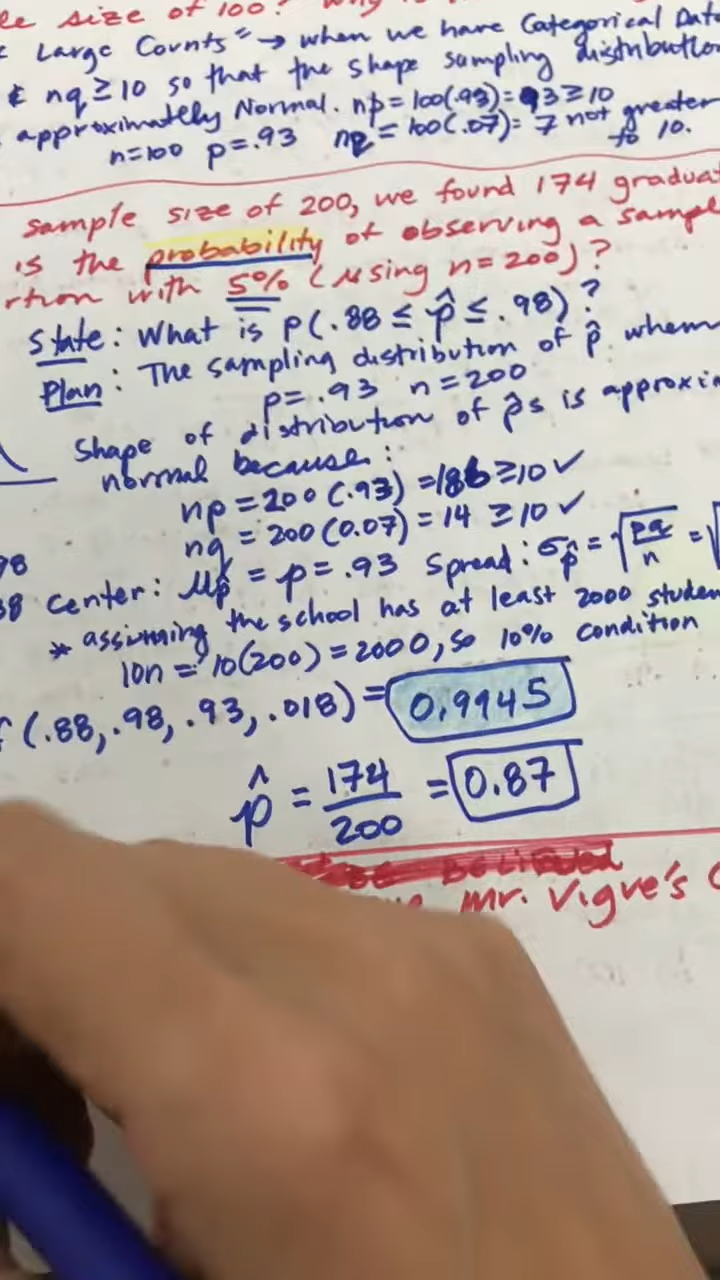 le size of 100?
Large Counts" → when we have Categorical Data
& nq ≥ 10 so that the shape sampling distribution
approximatley Normal. np = 100(.93) = 93 ≥ 10
n=100 p=.93 nq = 100(.07) = 7 not greater
to 10.
sample size of 200, we found 174 graduat
is the probability of observing a sample
rtion with 5% (using n=200)?
State: What is p(.88 ≤ p̂ ≤ .98)?
Plan: The sampling distribution of p̂ when
p=.93 n=200
Shape of distribution of p̂s is approxi
normal because:
np = 200(.93) = 186 ≥ 10 ✓
nq = 200(0.07) = 14 ≥ 10 ✓
98
88 Center: μp̂ = p = .93 Spread: σp̂ = √pq/n = √
* assuming the school has at least 2000 studen
10n = 10(200) = 2000, so 10% condition
f (.88, .98, .93, .018) = 0.9945
p̂ = 174/200 = 0.87
Mr. Vigre's